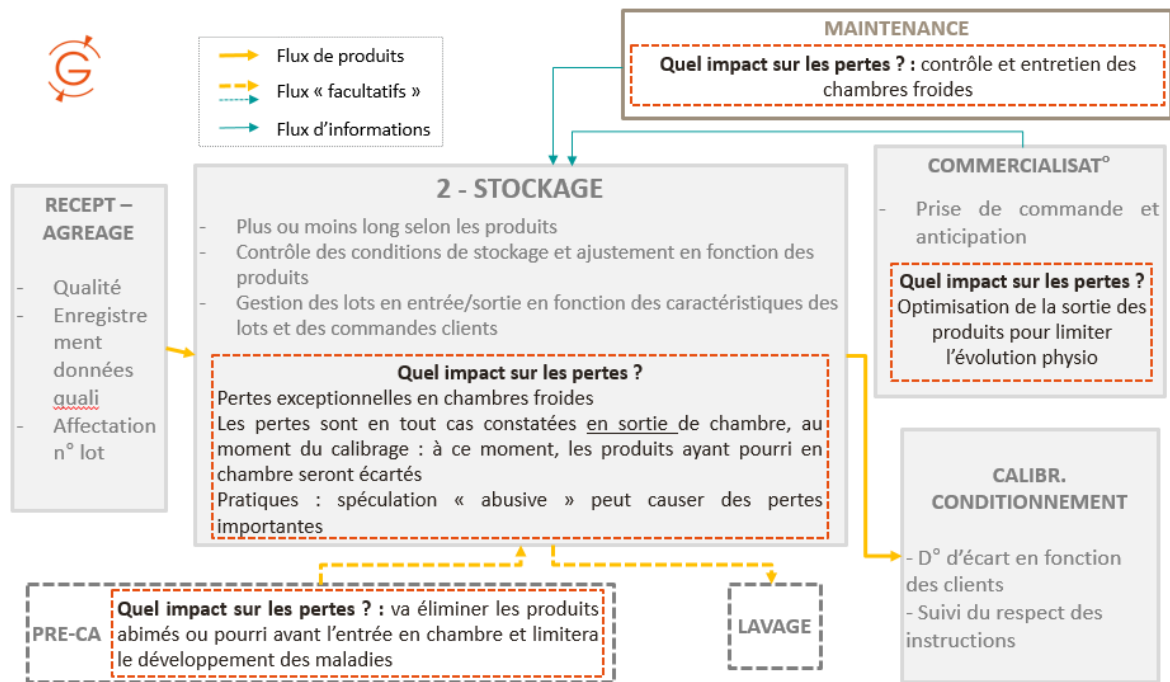 G
Flux de produits
Flux « facultatifs »
Flux d'informations
MAINTENANCE
Quel impact sur les pertes ? : contrôle et entretien des
chambres froides
RECEPT –
AGREAGE
- Qualité
- Enregistre
ment
données
quali
- Affectation
n° lot
2 - STOCKAGE
- Plus ou moins long selon les produits
- Contrôle des conditions de stockage et ajustement en fonction des
produits
- Gestion des lots en entrée/sortie en fonction des caractéristiques des
lots et des commandes clients
Quel impact sur les pertes ?
Pertes exceptionnelles en chambres froides
Les pertes sont en tout cas constatées en sortie de chambre, au
moment du calibrage : à ce moment, les produits ayant pourri en
chambre seront écartés
Pratiques : spéculation « abusive » peut causer des pertes
importantes
COMMERCIALISAT°
- Prise de commande et
anticipation
Quel impact sur les pertes ?
Optimisation de la sortie des
produits pour limiter
l'évolution physio
CALIBR.
CONDITIONNEMENT
- D° d'écart en fonction
des clients
- Suivi du respect des
instructions
PRE-CA
Quel impact sur les pertes ? : va éliminer les produits
abimés ou pourri avant l'entrée en chambre et limitera
le développement des maladies
LAVAGE